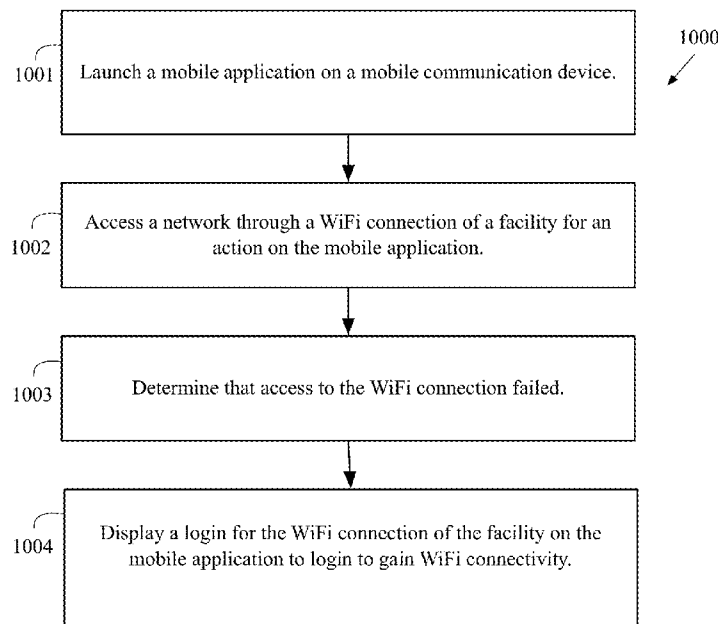 1000
1001
Launch a mobile application on a mobile communication device.
1002
Access a network through a WiFi connection of a facility for an
action on the mobile application.
1003
Determine that access to the WiFi connection failed.
1004
Display a login for the WiFi connection of the facility on the
mobile application to login to gain WiFi connectivity.